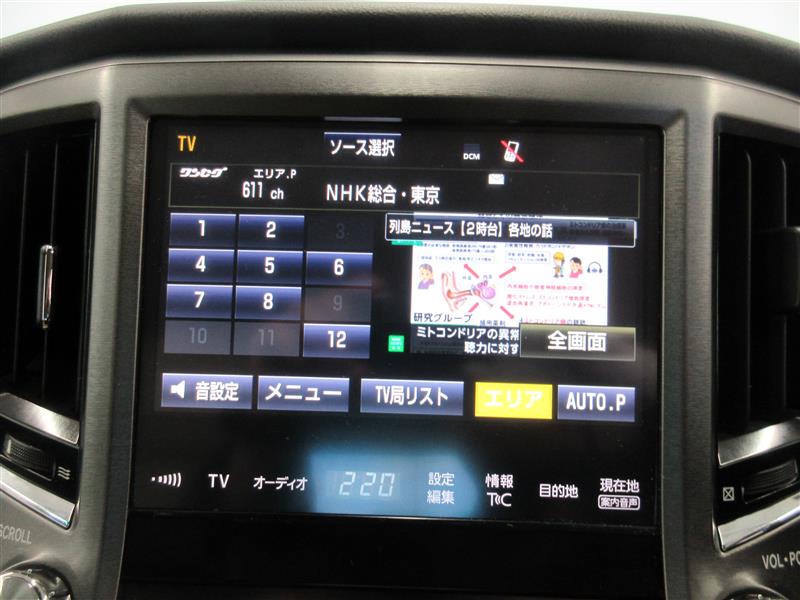 TV
ソース選択
DCM
ワンセグ
エリア.P
611 ch
NHK総合・東京
列島ニュース【2時台】各地の話
1
2
3
4
5
6
7
8
9
10
11
12
研究グループ
ミトコンドリアの異常
聴力に対す
全画面
音設定
メニュー
TV局リスト
エリア
AUTO.P
TV
オーディオ
220
設定
編集
情報
T
C
目的地
現在地
案内音声
SCROLL
VOL・PO